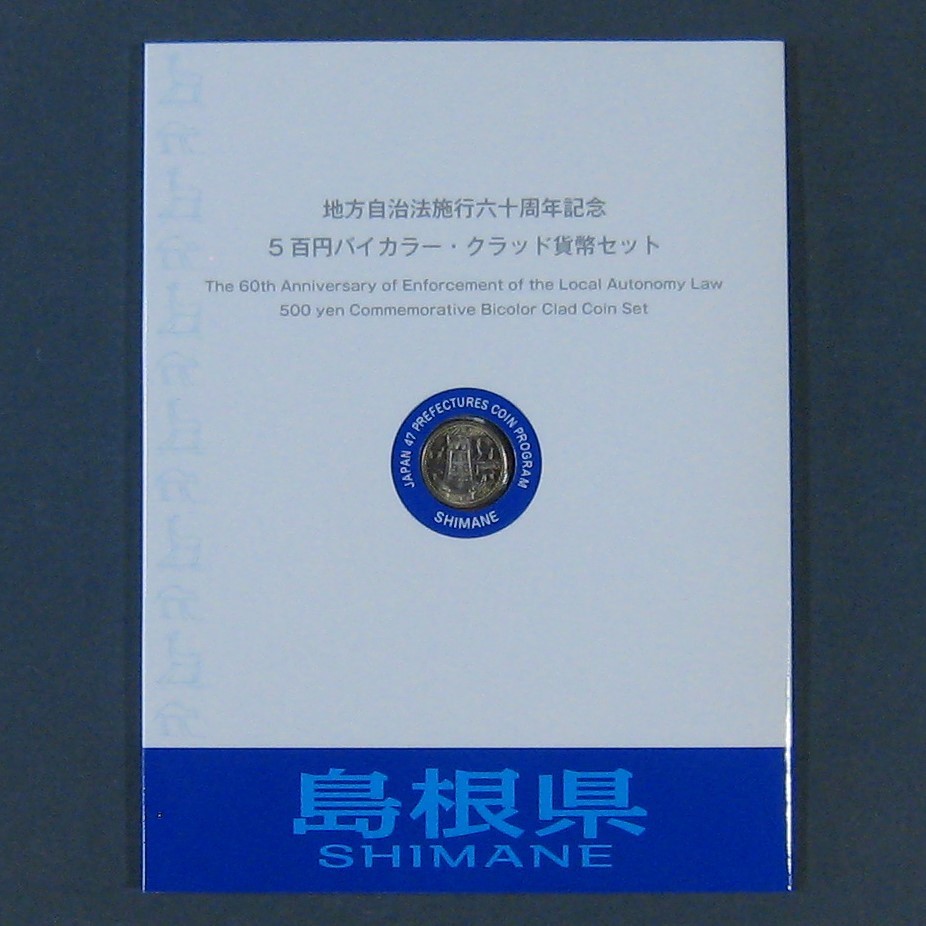 地方自治法施行六十周年記念
5百円バイカラー・クラッド貨幣セット
The 60th Anniversary of Enforcement of the Local Autonomy Law
500 yen Commemorative Bicolor Clad Coin Set
JAPAN 47 PREFECTURES COIN PROGRAM
SHIMANE
島根県
SHIMANE